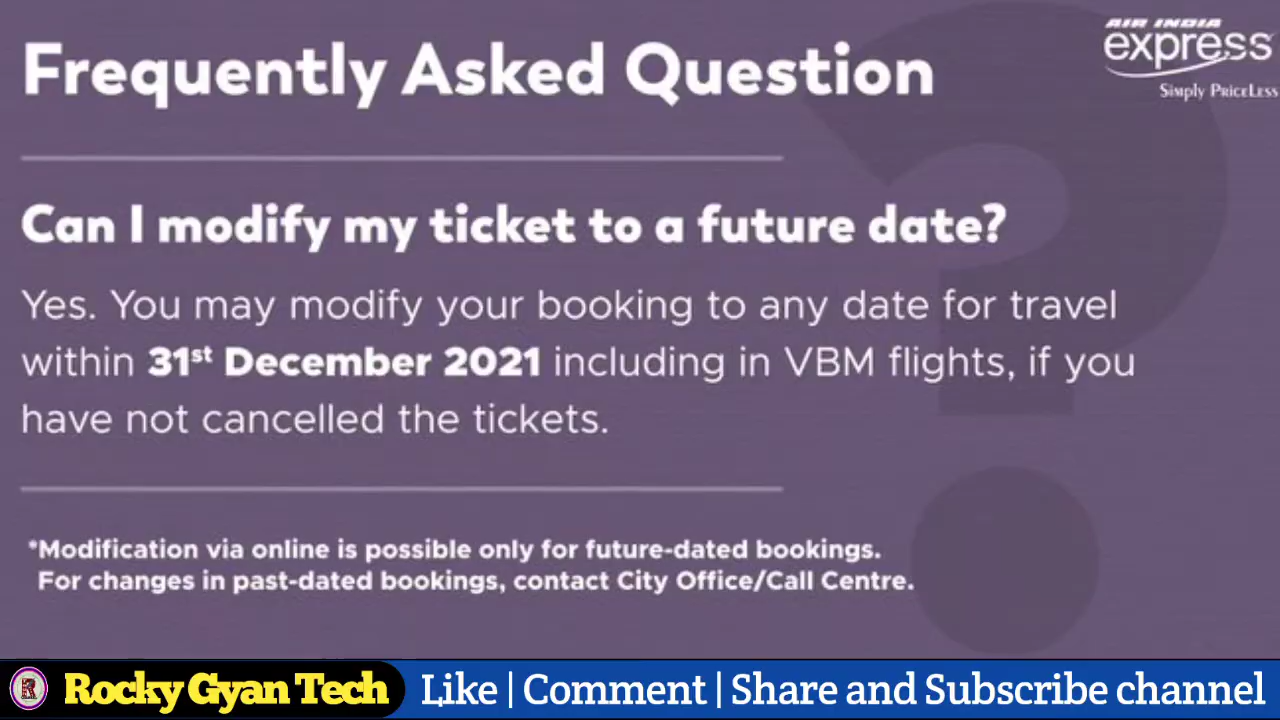 AIR INDIA
express
Simply PriceLess
Frequently Asked Question
Can I modify my ticket to a future date?
Yes. You may modify your booking to any date for travel
within 31st December 2021 including in VBM flights, if you
have not cancelled the tickets.
*Modification via online is possible only for future-dated bookings.
For changes in past-dated bookings, contact City Office/Call Centre.
R
Rocky Gyan Tech
Like | Comment | Share and Subscribe channel